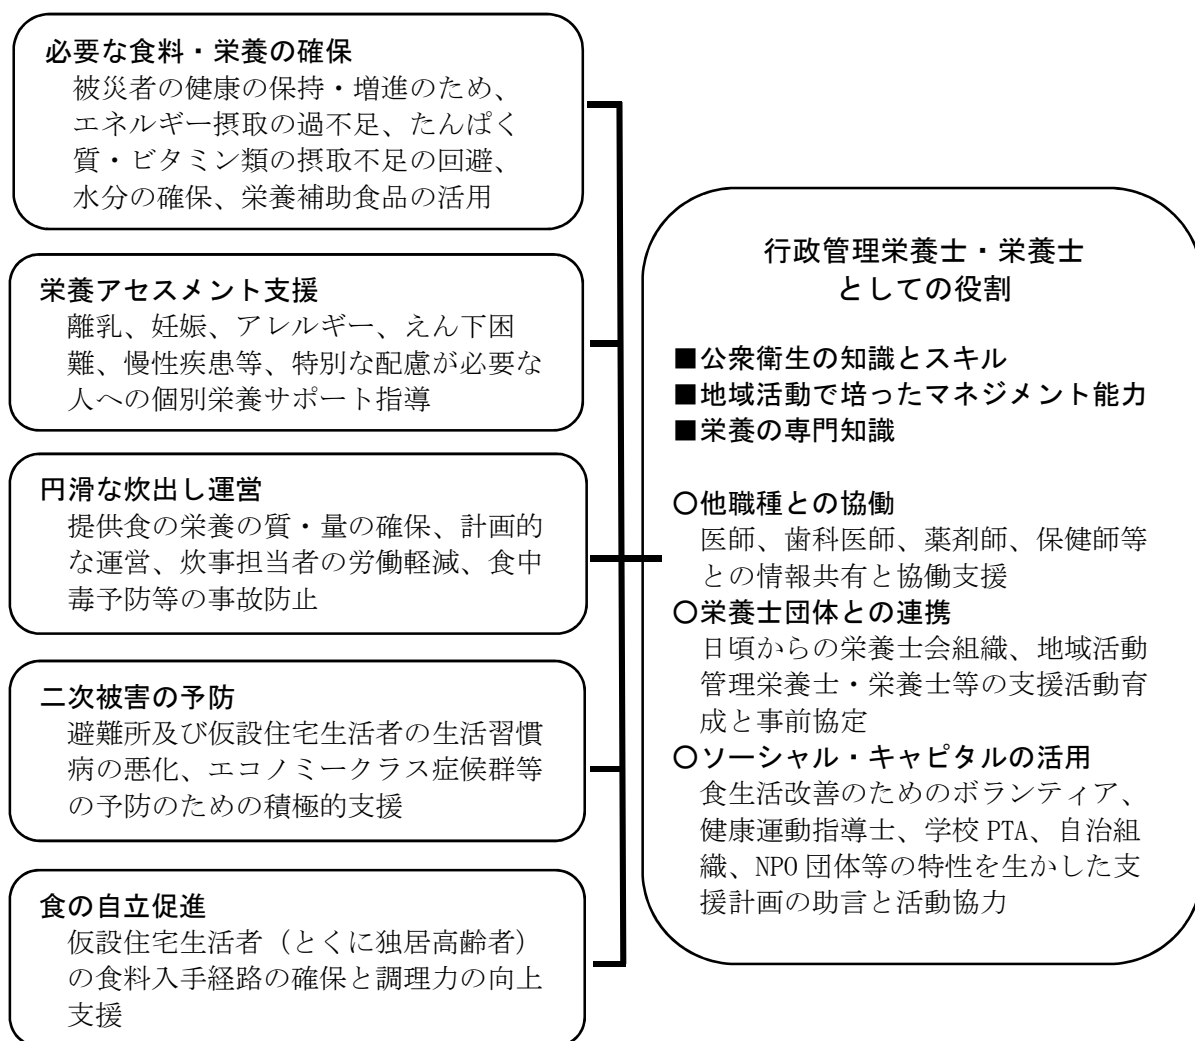 必要な食料・栄養の確保
被災者の健康の保持・増進のため、
エネルギー摂取の過不足、たんぱく
質・ビタミン類の摂取不足の回避、
水分の確保、栄養補助食品の活用
栄養アセスメント支援
離乳、妊娠、アレルギー、えん下困
難、慢性疾患等、特別な配慮が必要な
人への個別栄養サポート指導
円滑な炊出し運営
提供食の栄養の質・量の確保、計画的
な運営、炊事担当者の労働軽減、食中
毒予防等の事故防止
二次被害の予防
避難所及び仮設住宅生活者の生活習慣
病の悪化、エコノミークラス症候群等
の予防のための積極的支援
食の自立促進
仮設住宅生活者（とくに独居高齢者）
の食料入手経路の確保と調理力の向上
支援
行政管理栄養士・栄養士
としての役割
■公衆衛生の知識とスキル
■地域活動で培ったマネジメント能力
■栄養の専門知識
○他職種との協働
医師、歯科医師、薬剤師、保健師等
との情報共有と協働支援
○栄養士団体との連携
日頃からの栄養士会組織、地域活動
管理栄養士・栄養士等の支援活動育
成と事前協定
○ソーシャル・キャピタルの活用
食生活改善のためのボランティア、
健康運動指導士、学校 PTA、自治組
織、NPO 団体等の特性を生かした支
援計画の助言と活動協力